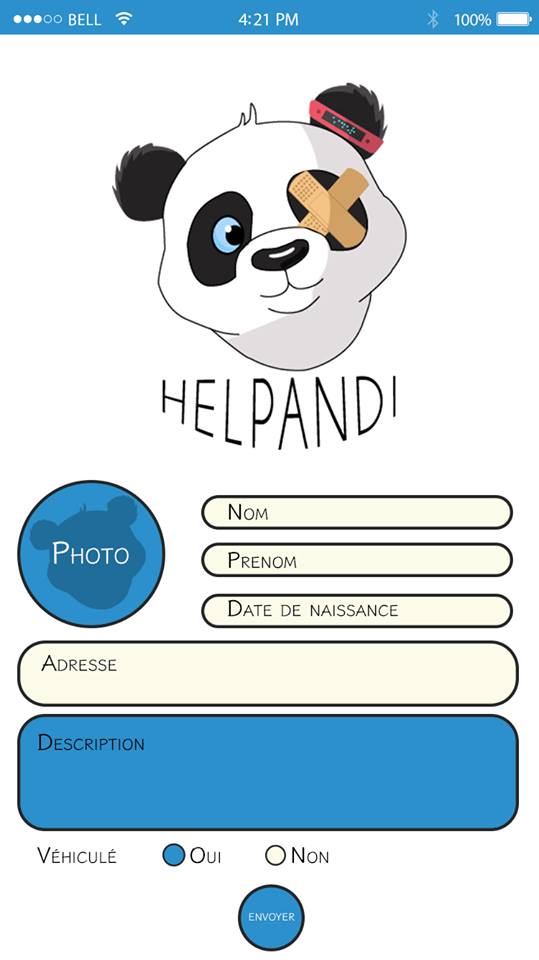 BELL 4:21 PM 100%
HELPANDI
Photo
Nom
Prenom
Date de naissance
Adresse
Description
Véhiculé Oui Non
ENVOYER